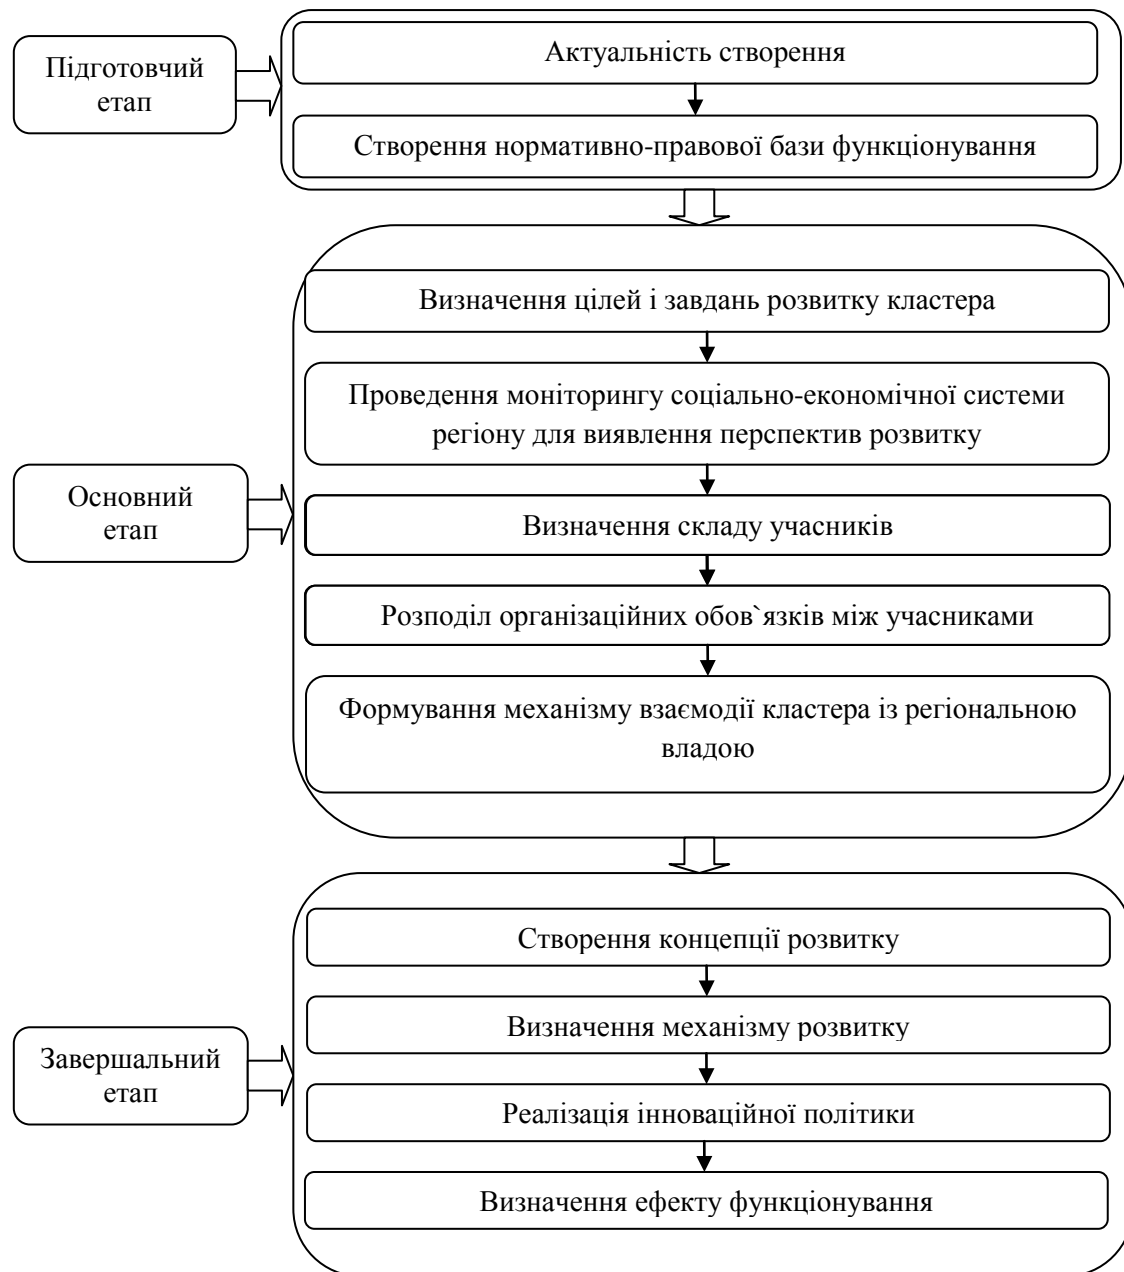 Підготовчий
етап
Актуальність створення
Створення нормативно-правової бази функціонування
Основний
етап
Визначення цілей і завдань розвитку кластера
Проведення моніторингу соціально-економічної системи
регіону для виявлення перспектив розвитку
Визначення складу учасників
Розподіл організаційних обов`язків між учасниками
Формування механізму взаємодії кластера із регіональною
владою
Завершальний
етап
Створення концепції розвитку
Визначення механізму розвитку
Реалізація інноваційної політики
Визначення ефекту функціонування